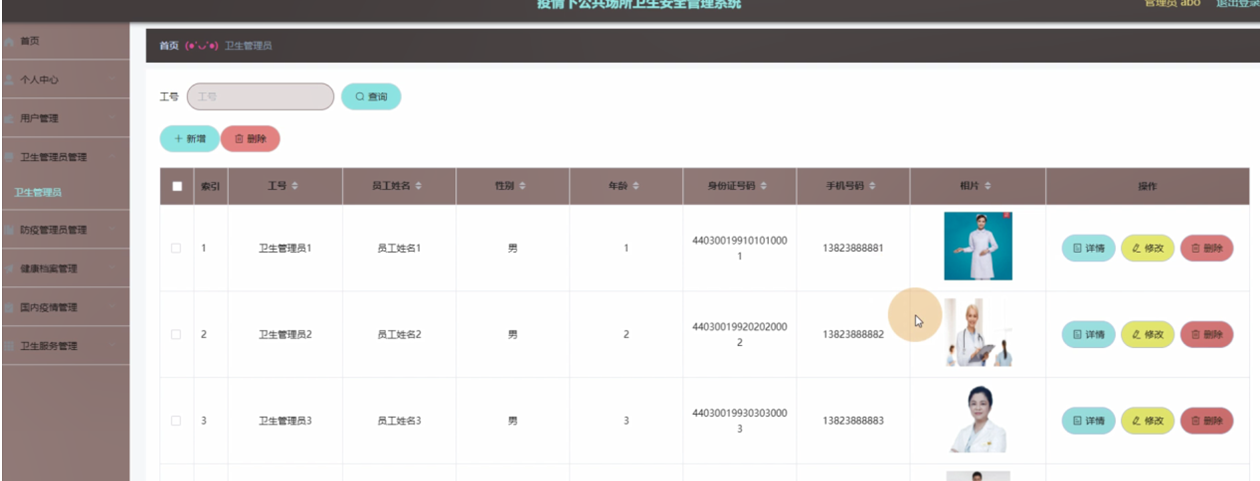 疫情下公共场所卫生安全管理系统
管理员 abo 退出登录
首页
个人中心
用户管理
卫生管理员管理
卫生管理员
防疫管理员管理
健康档案管理
国内疫情管理
卫生服务管理
首页 (●'◡'●) 卫生管理员
工号 工号 查询
新增 删除
索引 工号 员工姓名 性别 年龄 身份证号码 手机号码 相片 操作
1 卫生管理员1 员工姓名1 男 1 44030019910101000 13823888881 详情 修改 删除
1
2 卫生管理员2 员工姓名2 男 2 44030019920202000 13823888882 详情 修改 删除
2
3 卫生管理员3 员工姓名3 男 3 44030019930303000 13823888883 详情 修改 删除
3